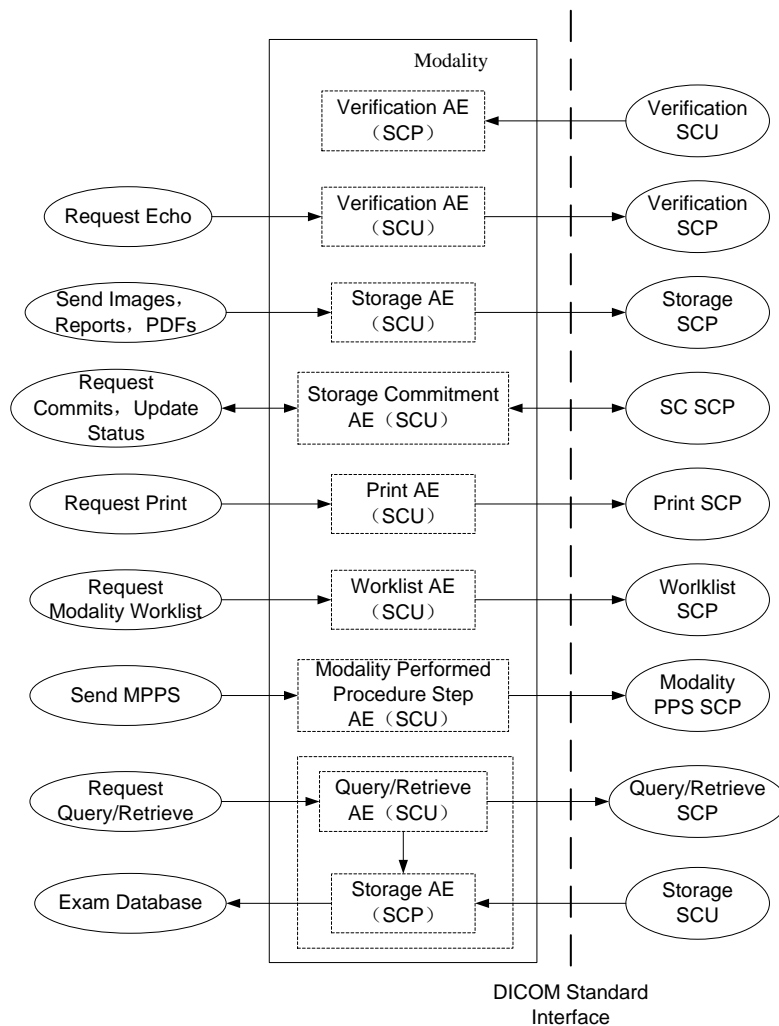 Modality
Verification AE
（SCP）
Verification
SCU
Request Echo
Verification AE
（SCU）
Verification
SCP
Send Images，
Reports，PDFs
Storage AE
（SCU）
Storage
SCP
Request
Commits，Update
Status
Storage Commitment
AE（SCU）
SC SCP
Request Print
Print AE
（SCU）
Print SCP
Request
Modality Worklist
Worklist AE
（SCU）
Worlklist
SCP
Send MPPS
Modality Performed
Procedure Step
AE（SCU）
Modality
PPS SCP
Request
Query/Retrieve
Query/Retrieve
AE（SCU）
Query/Retrieve
SCP
Exam Database
Storage AE
（SCP）
Storage
SCU
DICOM Standard
Interface